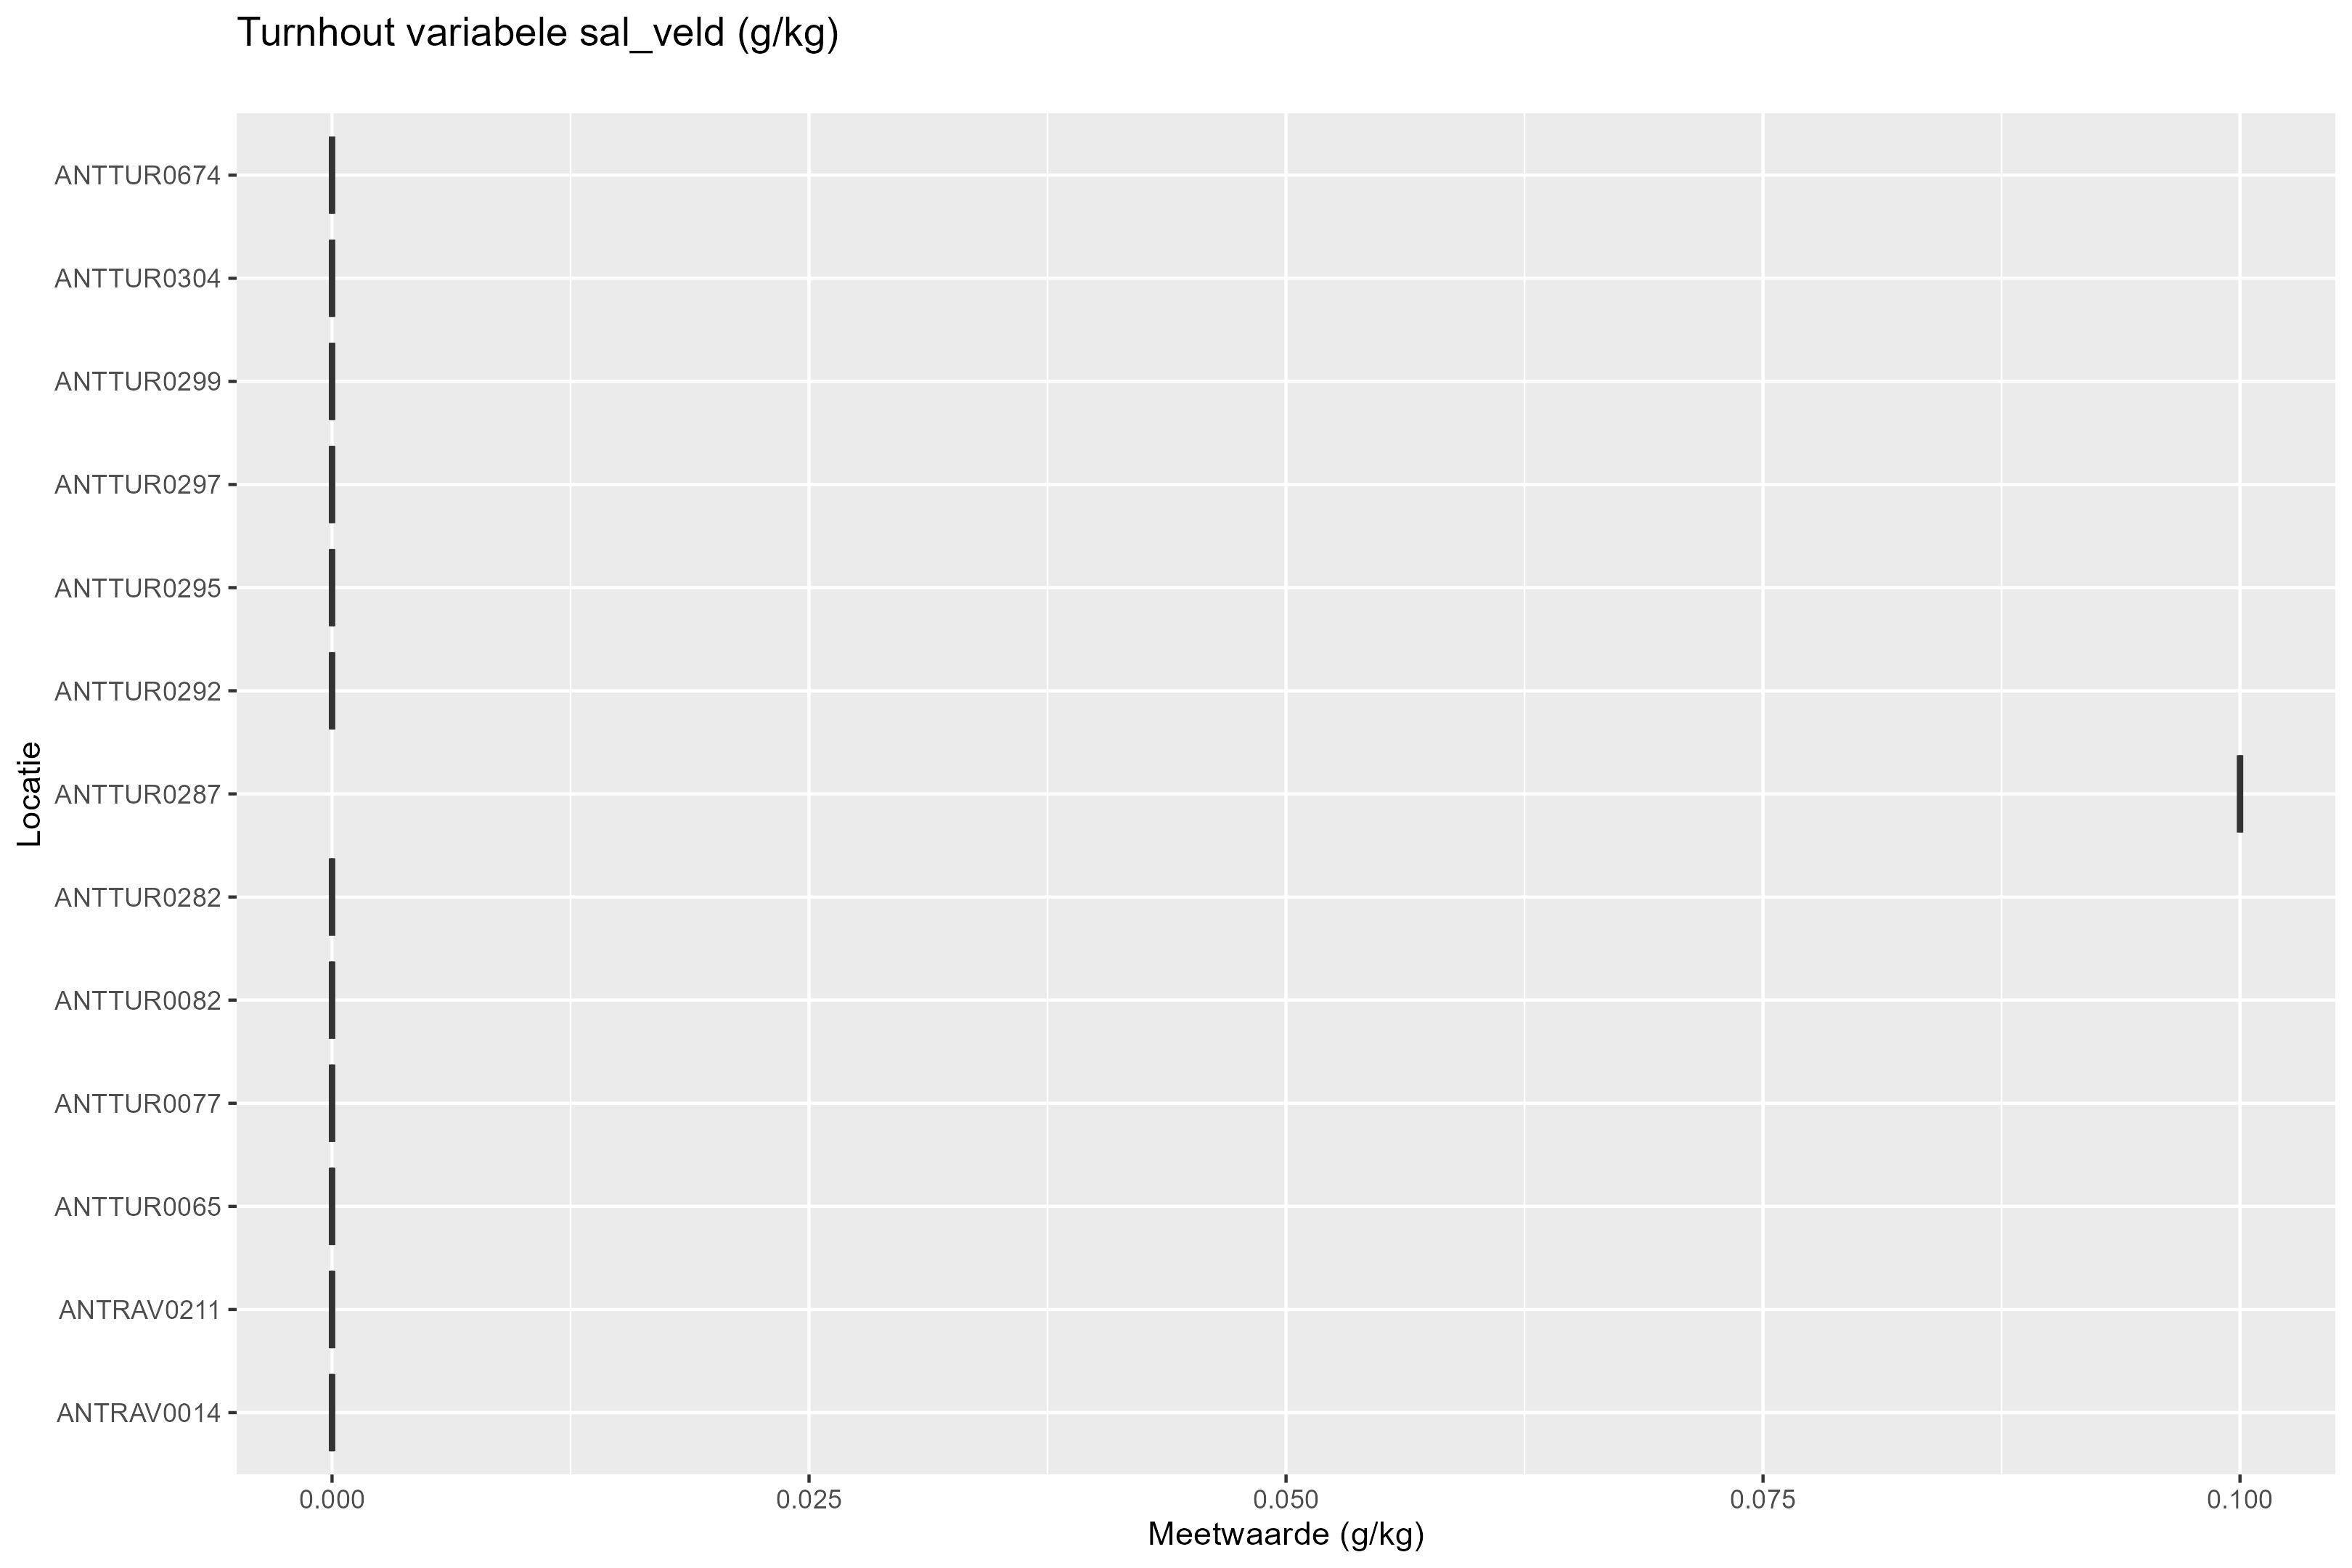 Turnhout variabele sal_veld (g/kg)
ANTTUR0674
ANTTUR0304
ANTTUR0299
ANTTUR0297
ANTTUR0295
ANTTUR0292
ANTTUR0287
ANTTUR0282
ANTTUR0082
ANTTUR0077
ANTTUR0065
ANTRAV0211
ANTRAV0014
Locatie
0.000
0.025
0.050
0.075
0.100
Meetwaarde (g/kg)